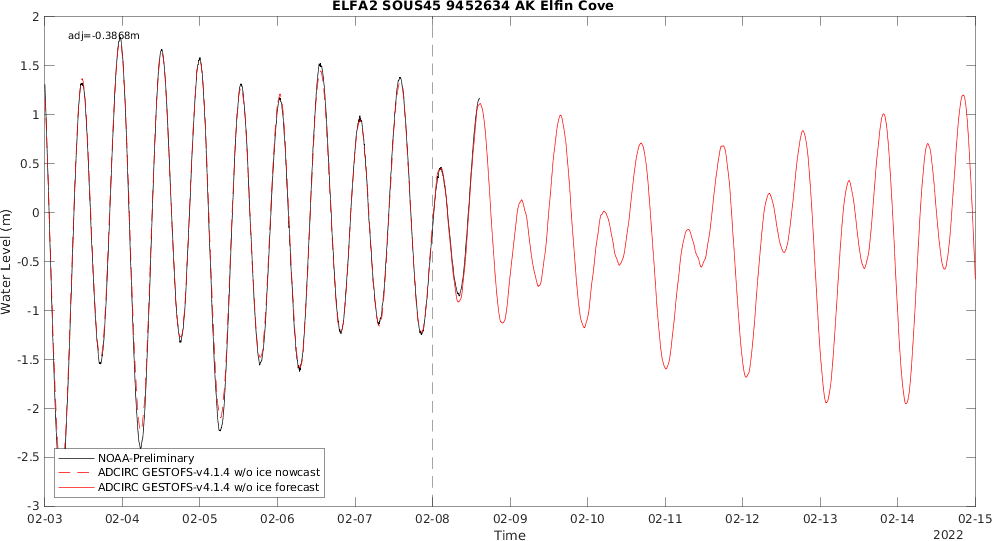 ELFA2 SOUS45 9452634 AK Elfin Cove
adj=-0.3868m
2
1.5
1
0.5
0
-0.5
-1
-1.5
-2
-2.5
-3
Water Level (m)
NOAA-Preliminary
ADCIRC GESTOFS-v4.1.4 w/o ice nowcast
ADCIRC GESTOFS-v4.1.4 w/o ice forecast
02-03 02-04 02-05 02-06 02-07 02-08 02-09 02-10 02-11 02-12 02-13 02-14 02-15
Time
2022